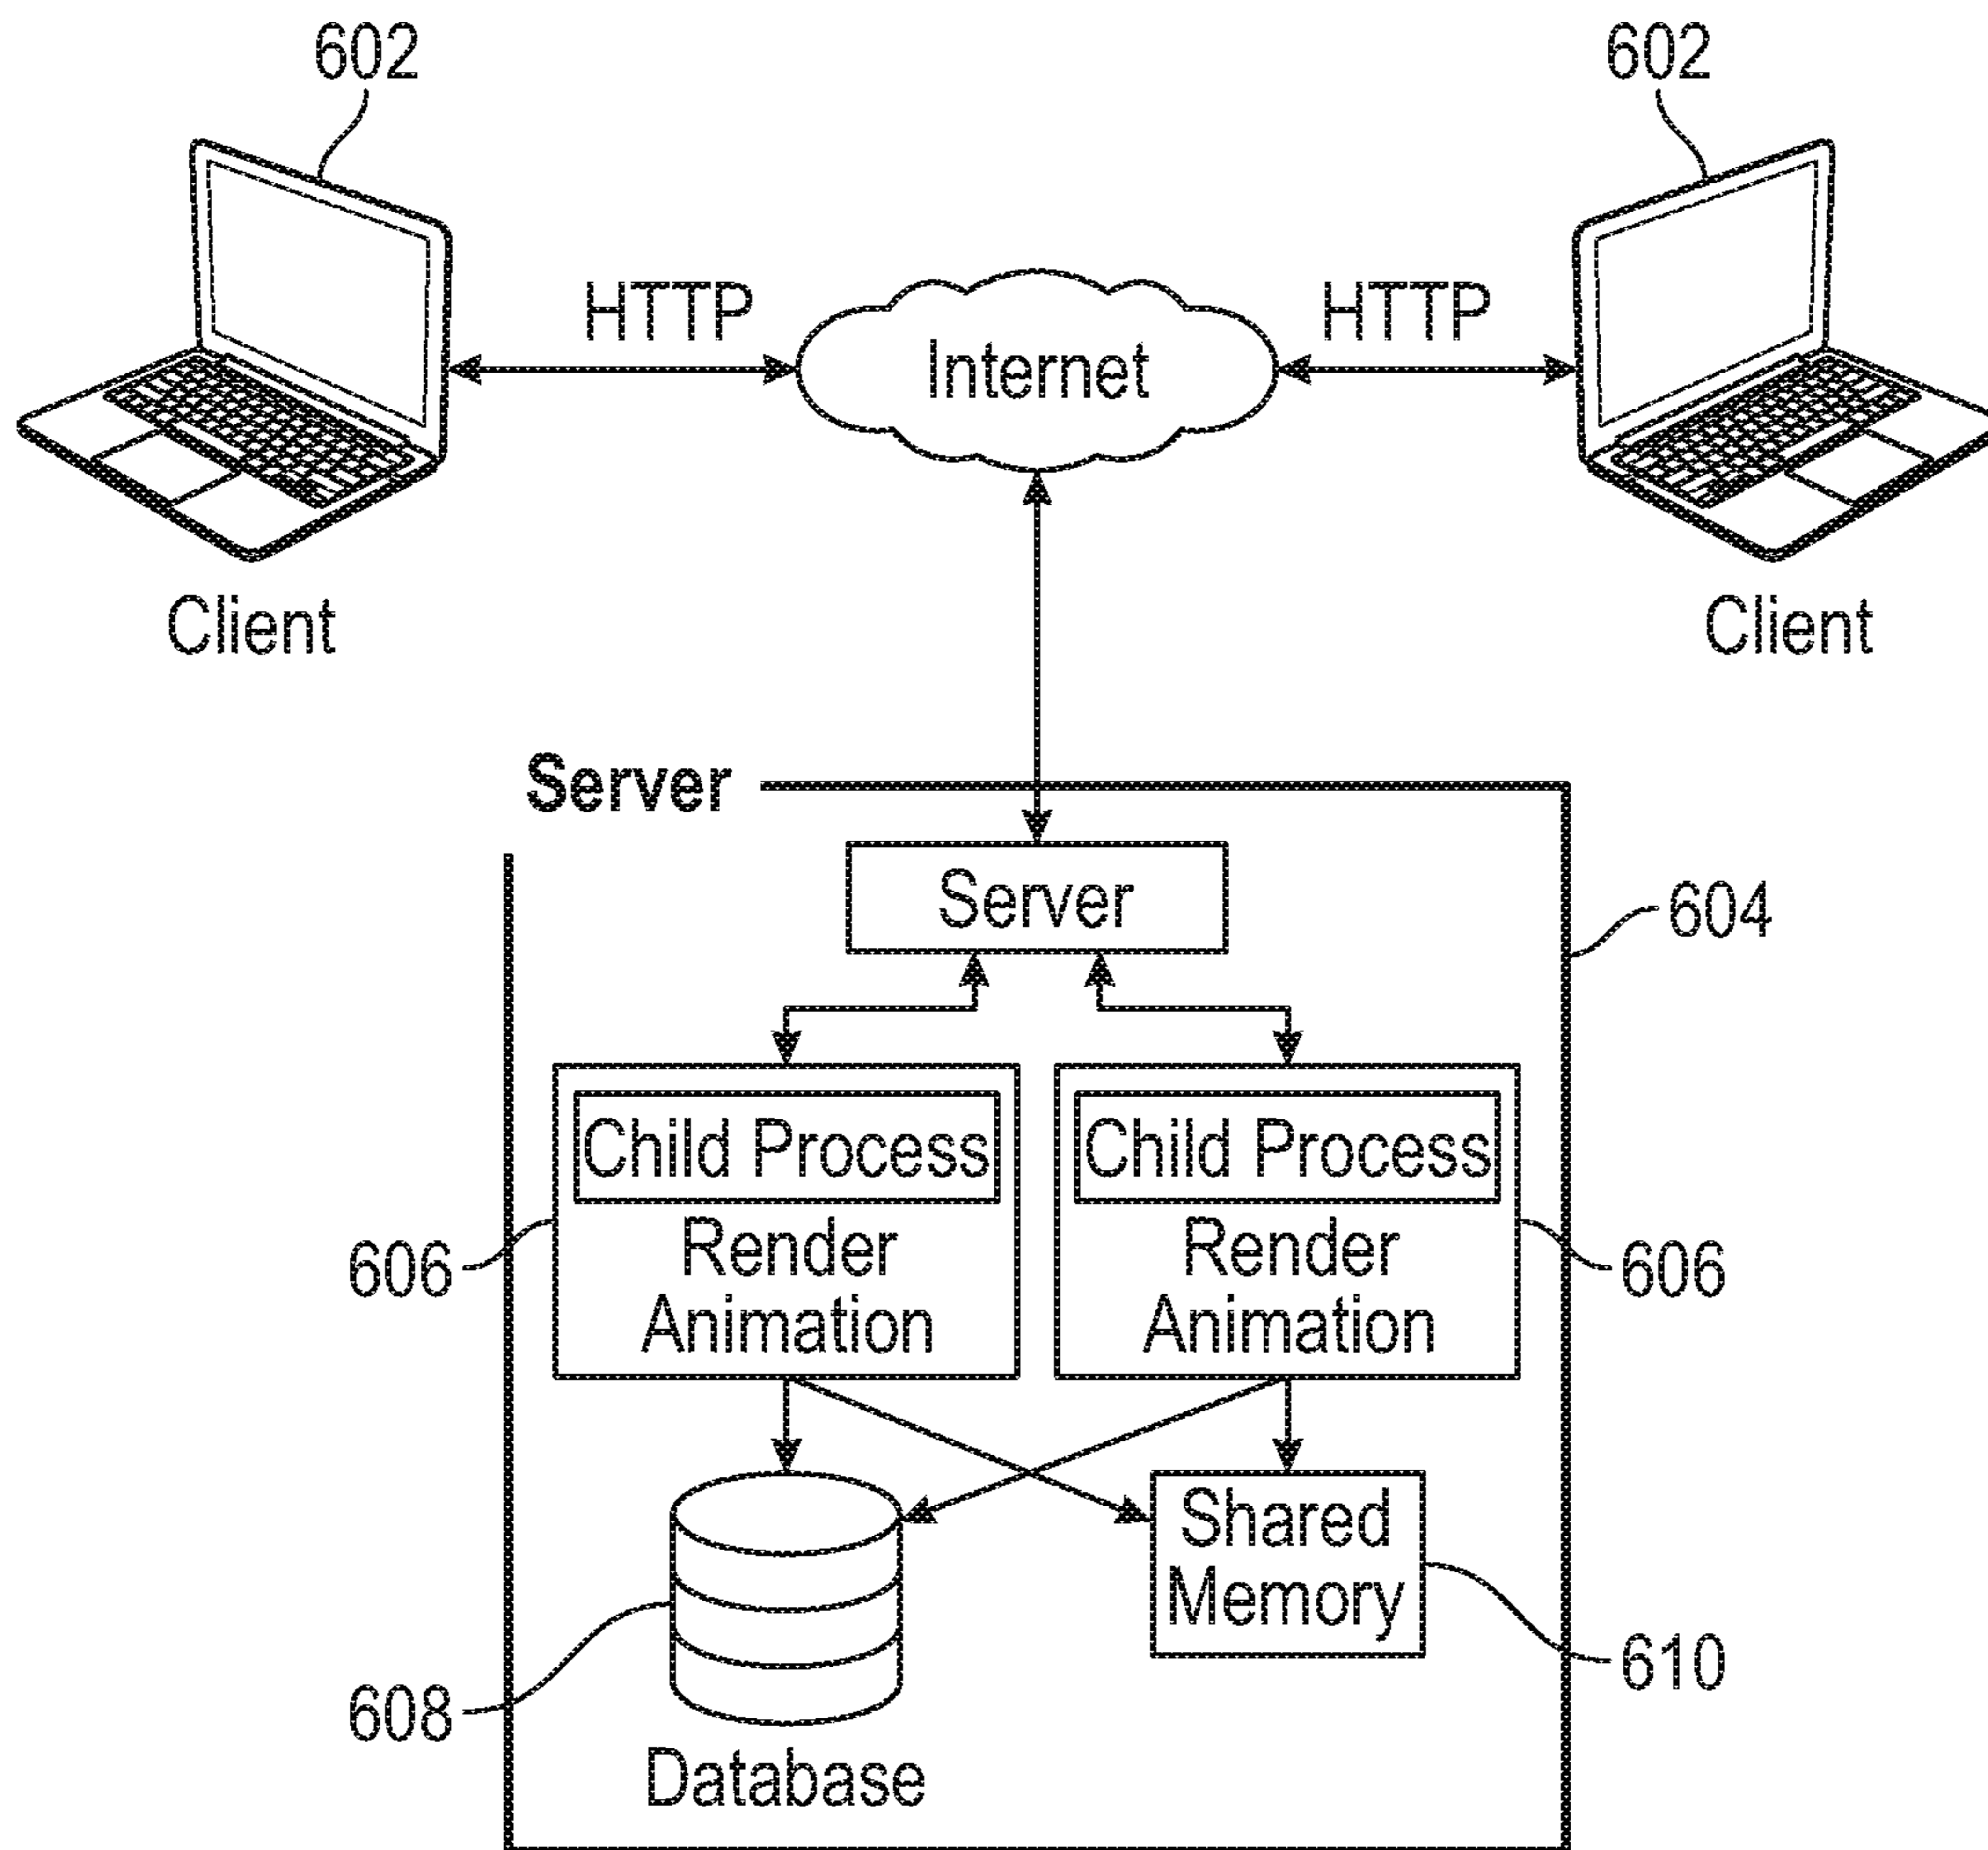 602
602
HTTP
HTTP
Internet
Client
Client
Server
Server
604
Child Process
Render
Animation
Child Process
Render
Animation
606
606
Shared
Memory
608
610
Database